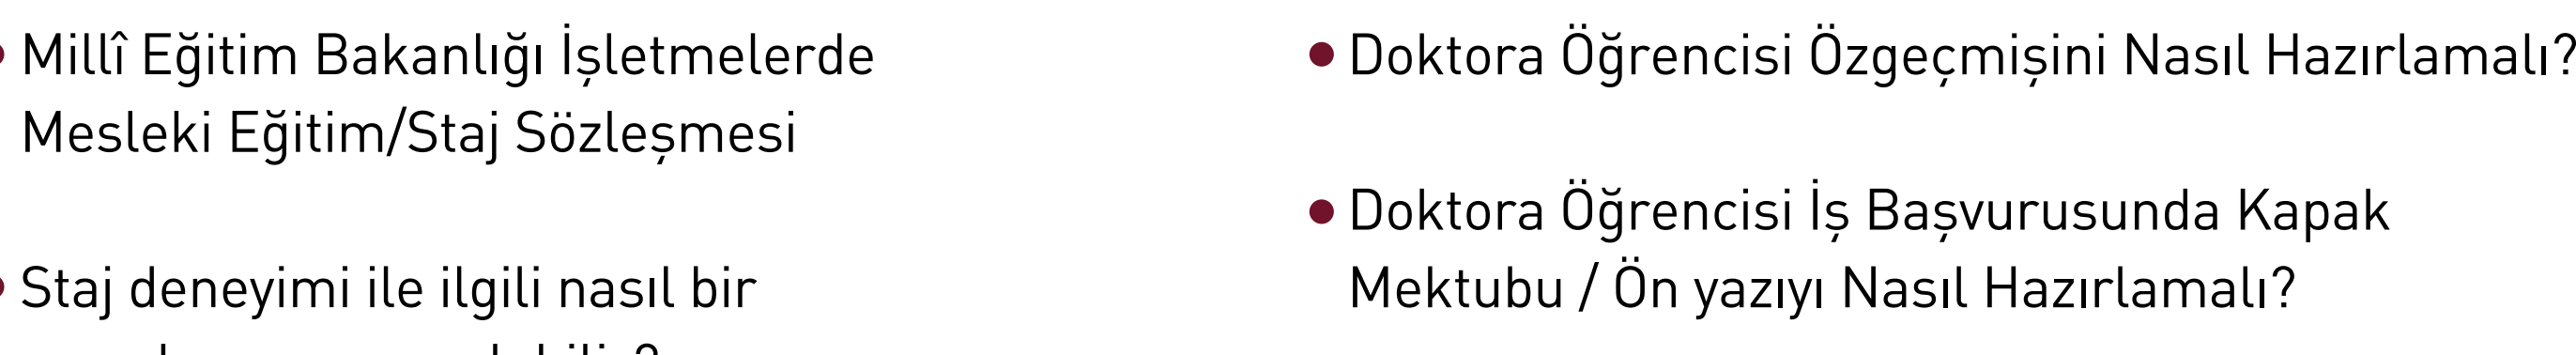 • Millî Eğitim Bakanlığı İşletmelerde
Mesleki Eğitim/Staj Sözleşmesi
• Staj deneyimi ile ilgili nasıl bir
• Doktora Öğrencisi Özgeçmişini Nasıl Hazırlamalı?
• Doktora Öğrencisi İş Başvurusunda Kapak
Mektubu / Ön yazıyı Nasıl Hazırlamalı?